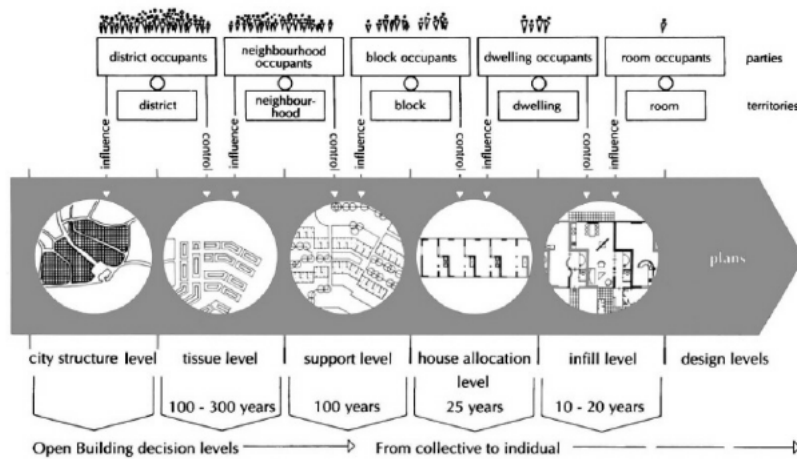 district occupants
neighbourhood
occupants
block occupants
dwelling occupants
room occupants
parties
district
neighbour-
hood
block
dwelling
room
territories
influence
control
influence
control
influence
control
influence
control
influence
plans
city structure level
tissue level
support level
house allocation
level
infill level
design levels
100 - 300 years
100 years
25 years
10 - 20 years
Open Building decision levels
From collective to indidual